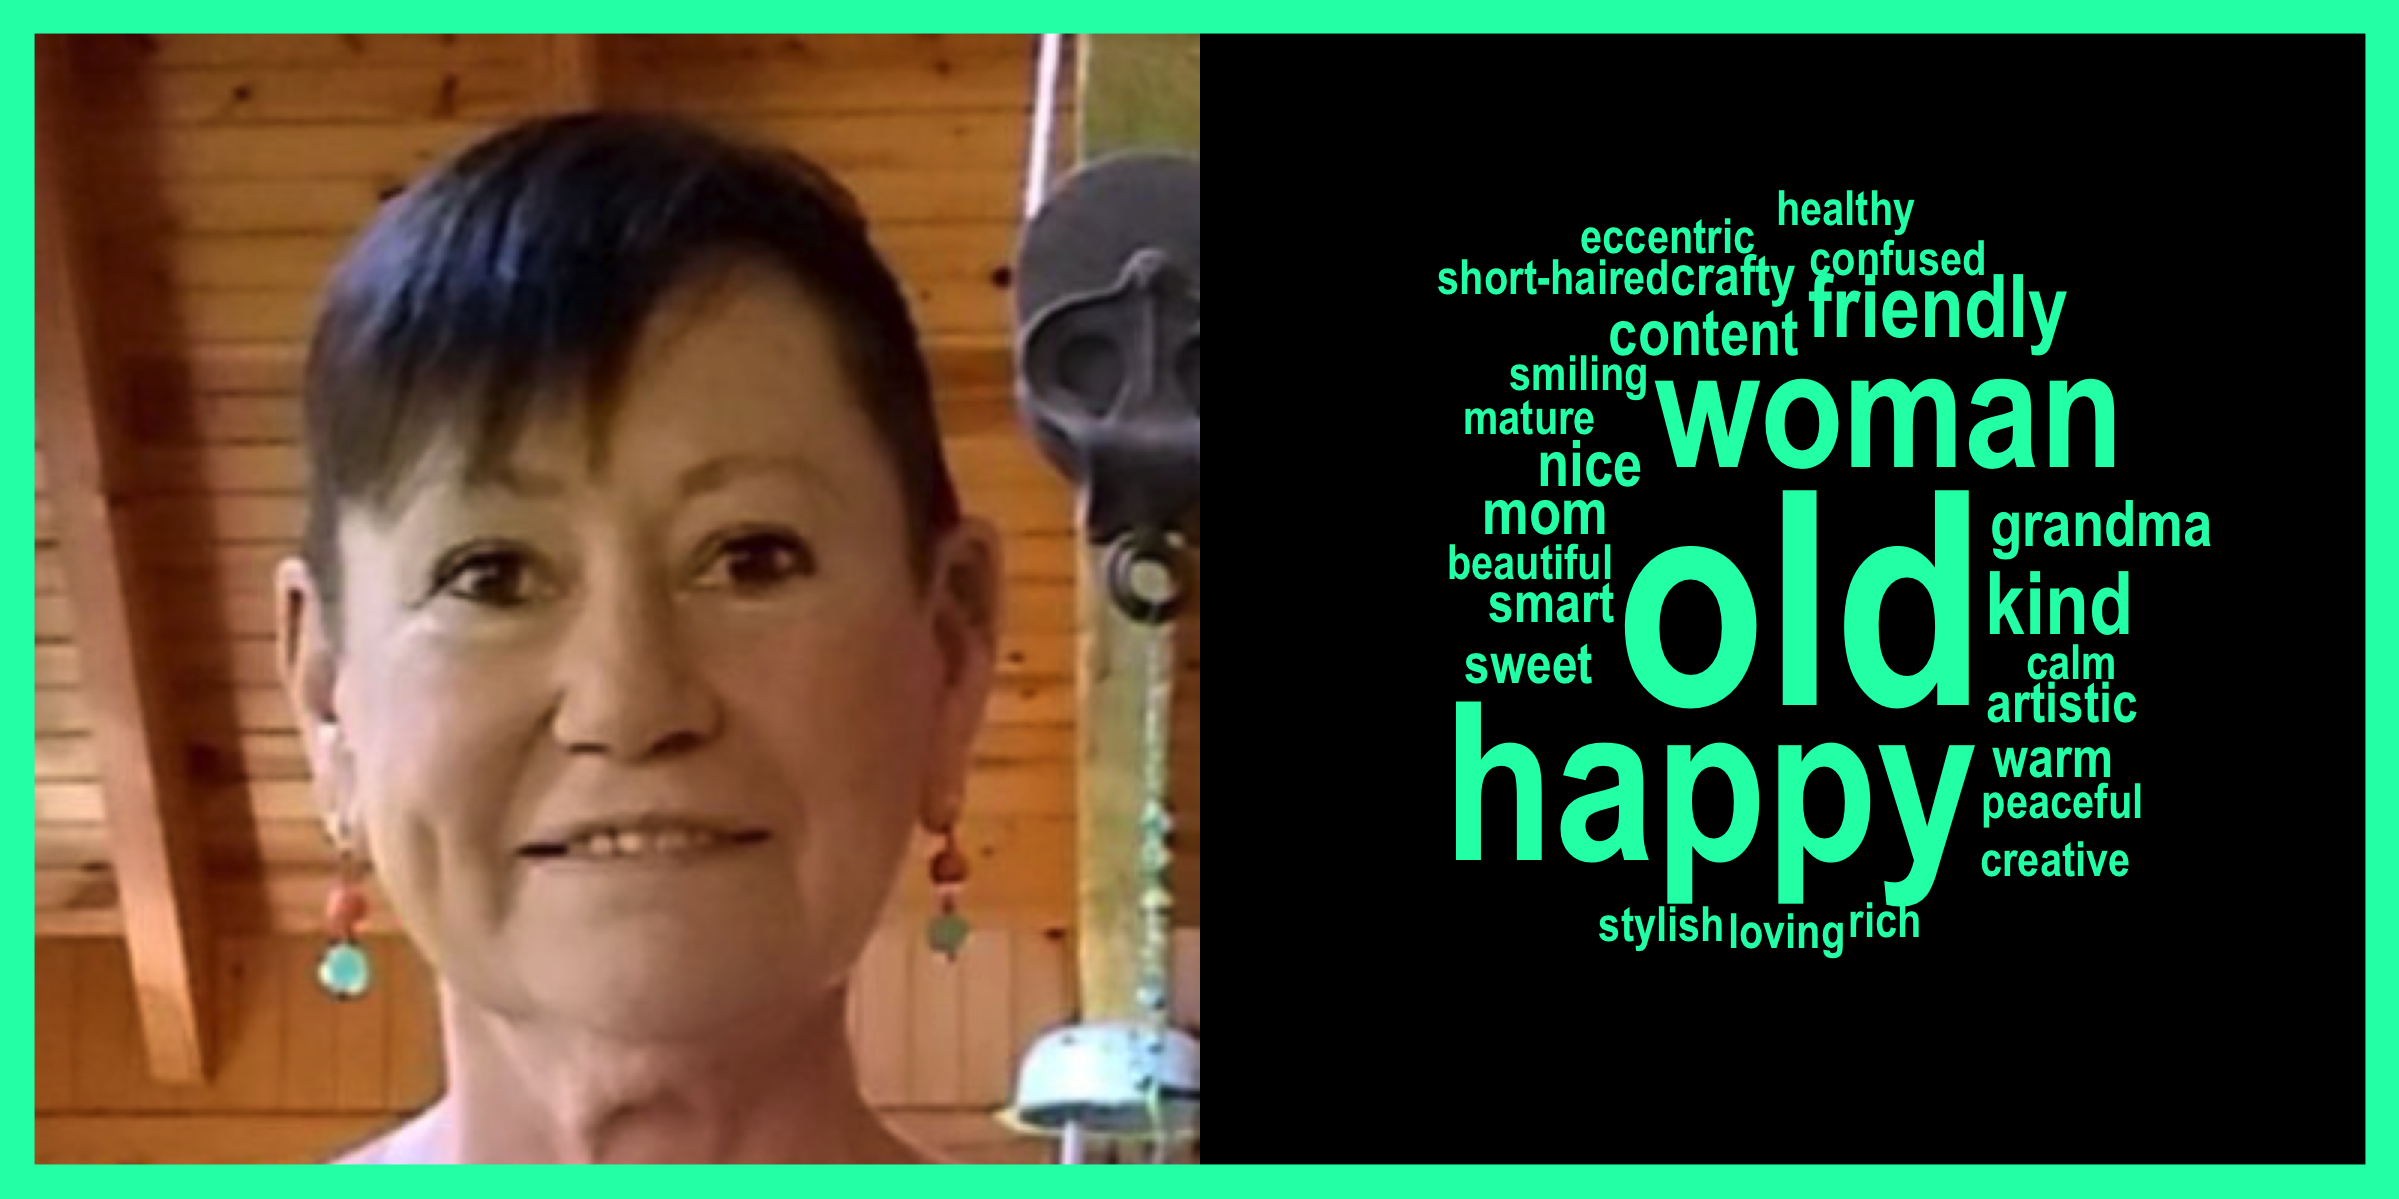 healthy
eccentric
confused
short-haired crafty
friendly
content
smiling
woman
mature
nice
mom
old
grandma
beautiful
kind
smart
sweet
calm
artistic
happy
warm
peaceful
creative
stylish loving rich